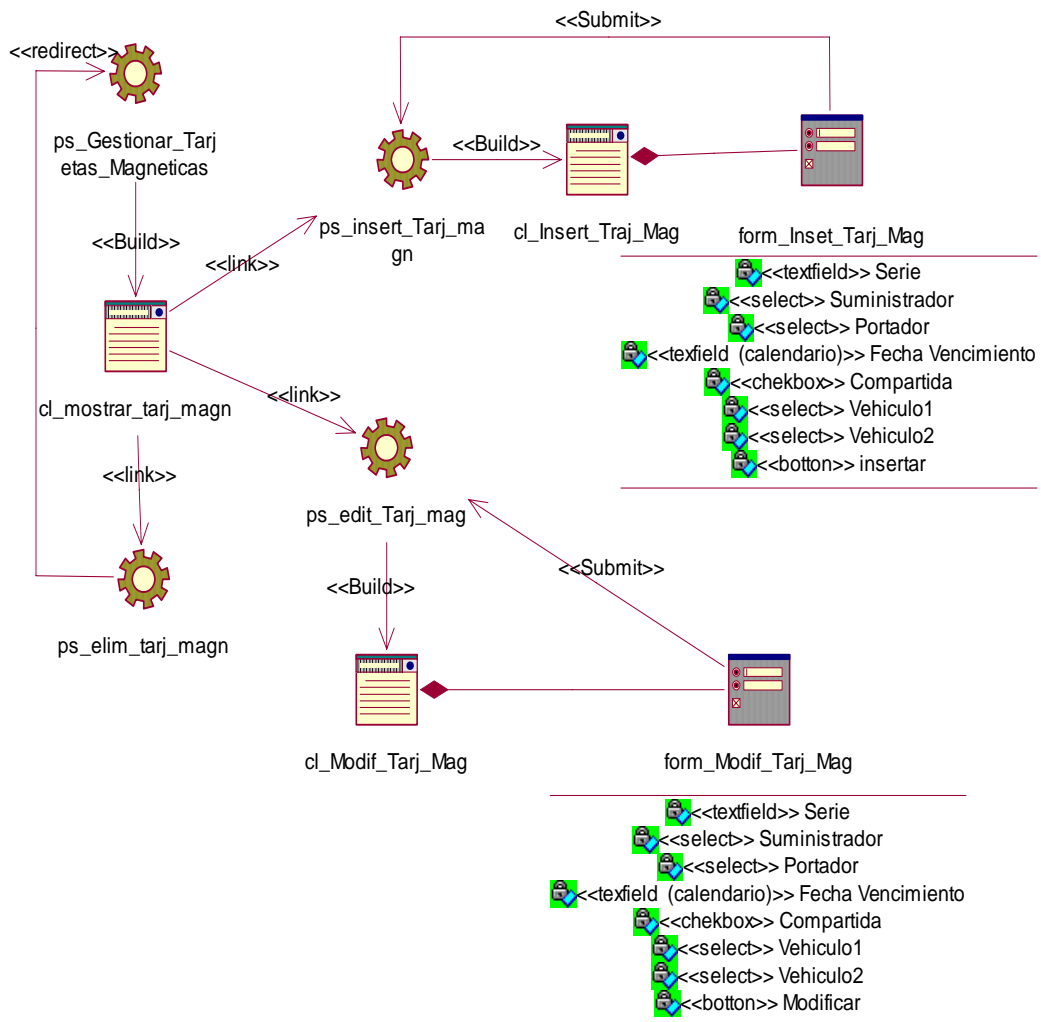 <<Submit>>
<<redirect>>
ps_Gestionar_Tarj
etas_Magneticas
<<Build>>
<<Build>>
ps_insert_Tarj_ma
gn
cl_Insert_Traj_Mag
form_Inset_Tarj_Mag
<<link>>
<<textfield>> Serie
<<select>> Suministrador
<<select>> Portador
<<texfield (calendario)>> Fecha Vencimiento
<<chekbox>> Compartida
<<select>> Vehiculo1
<<select>> Vehiculo2
<<botton>> insertar
cl_mostrar_tarj_magn
<<link>>
<<link>>
ps_edit_Tarj_mag
<<Submit>>
<<Build>>
ps_elim_tarj_magn
cl_Modif_Tarj_Mag
form_Modif_Tarj_Mag
<<textfield>> Serie
<<select>> Suministrador
<<select>> Portador
<<texfield (calendario)>> Fecha Vencimiento
<<chekbox>> Compartida
<<select>> Vehiculo1
<<select>> Vehiculo2
<<botton>> Modificar